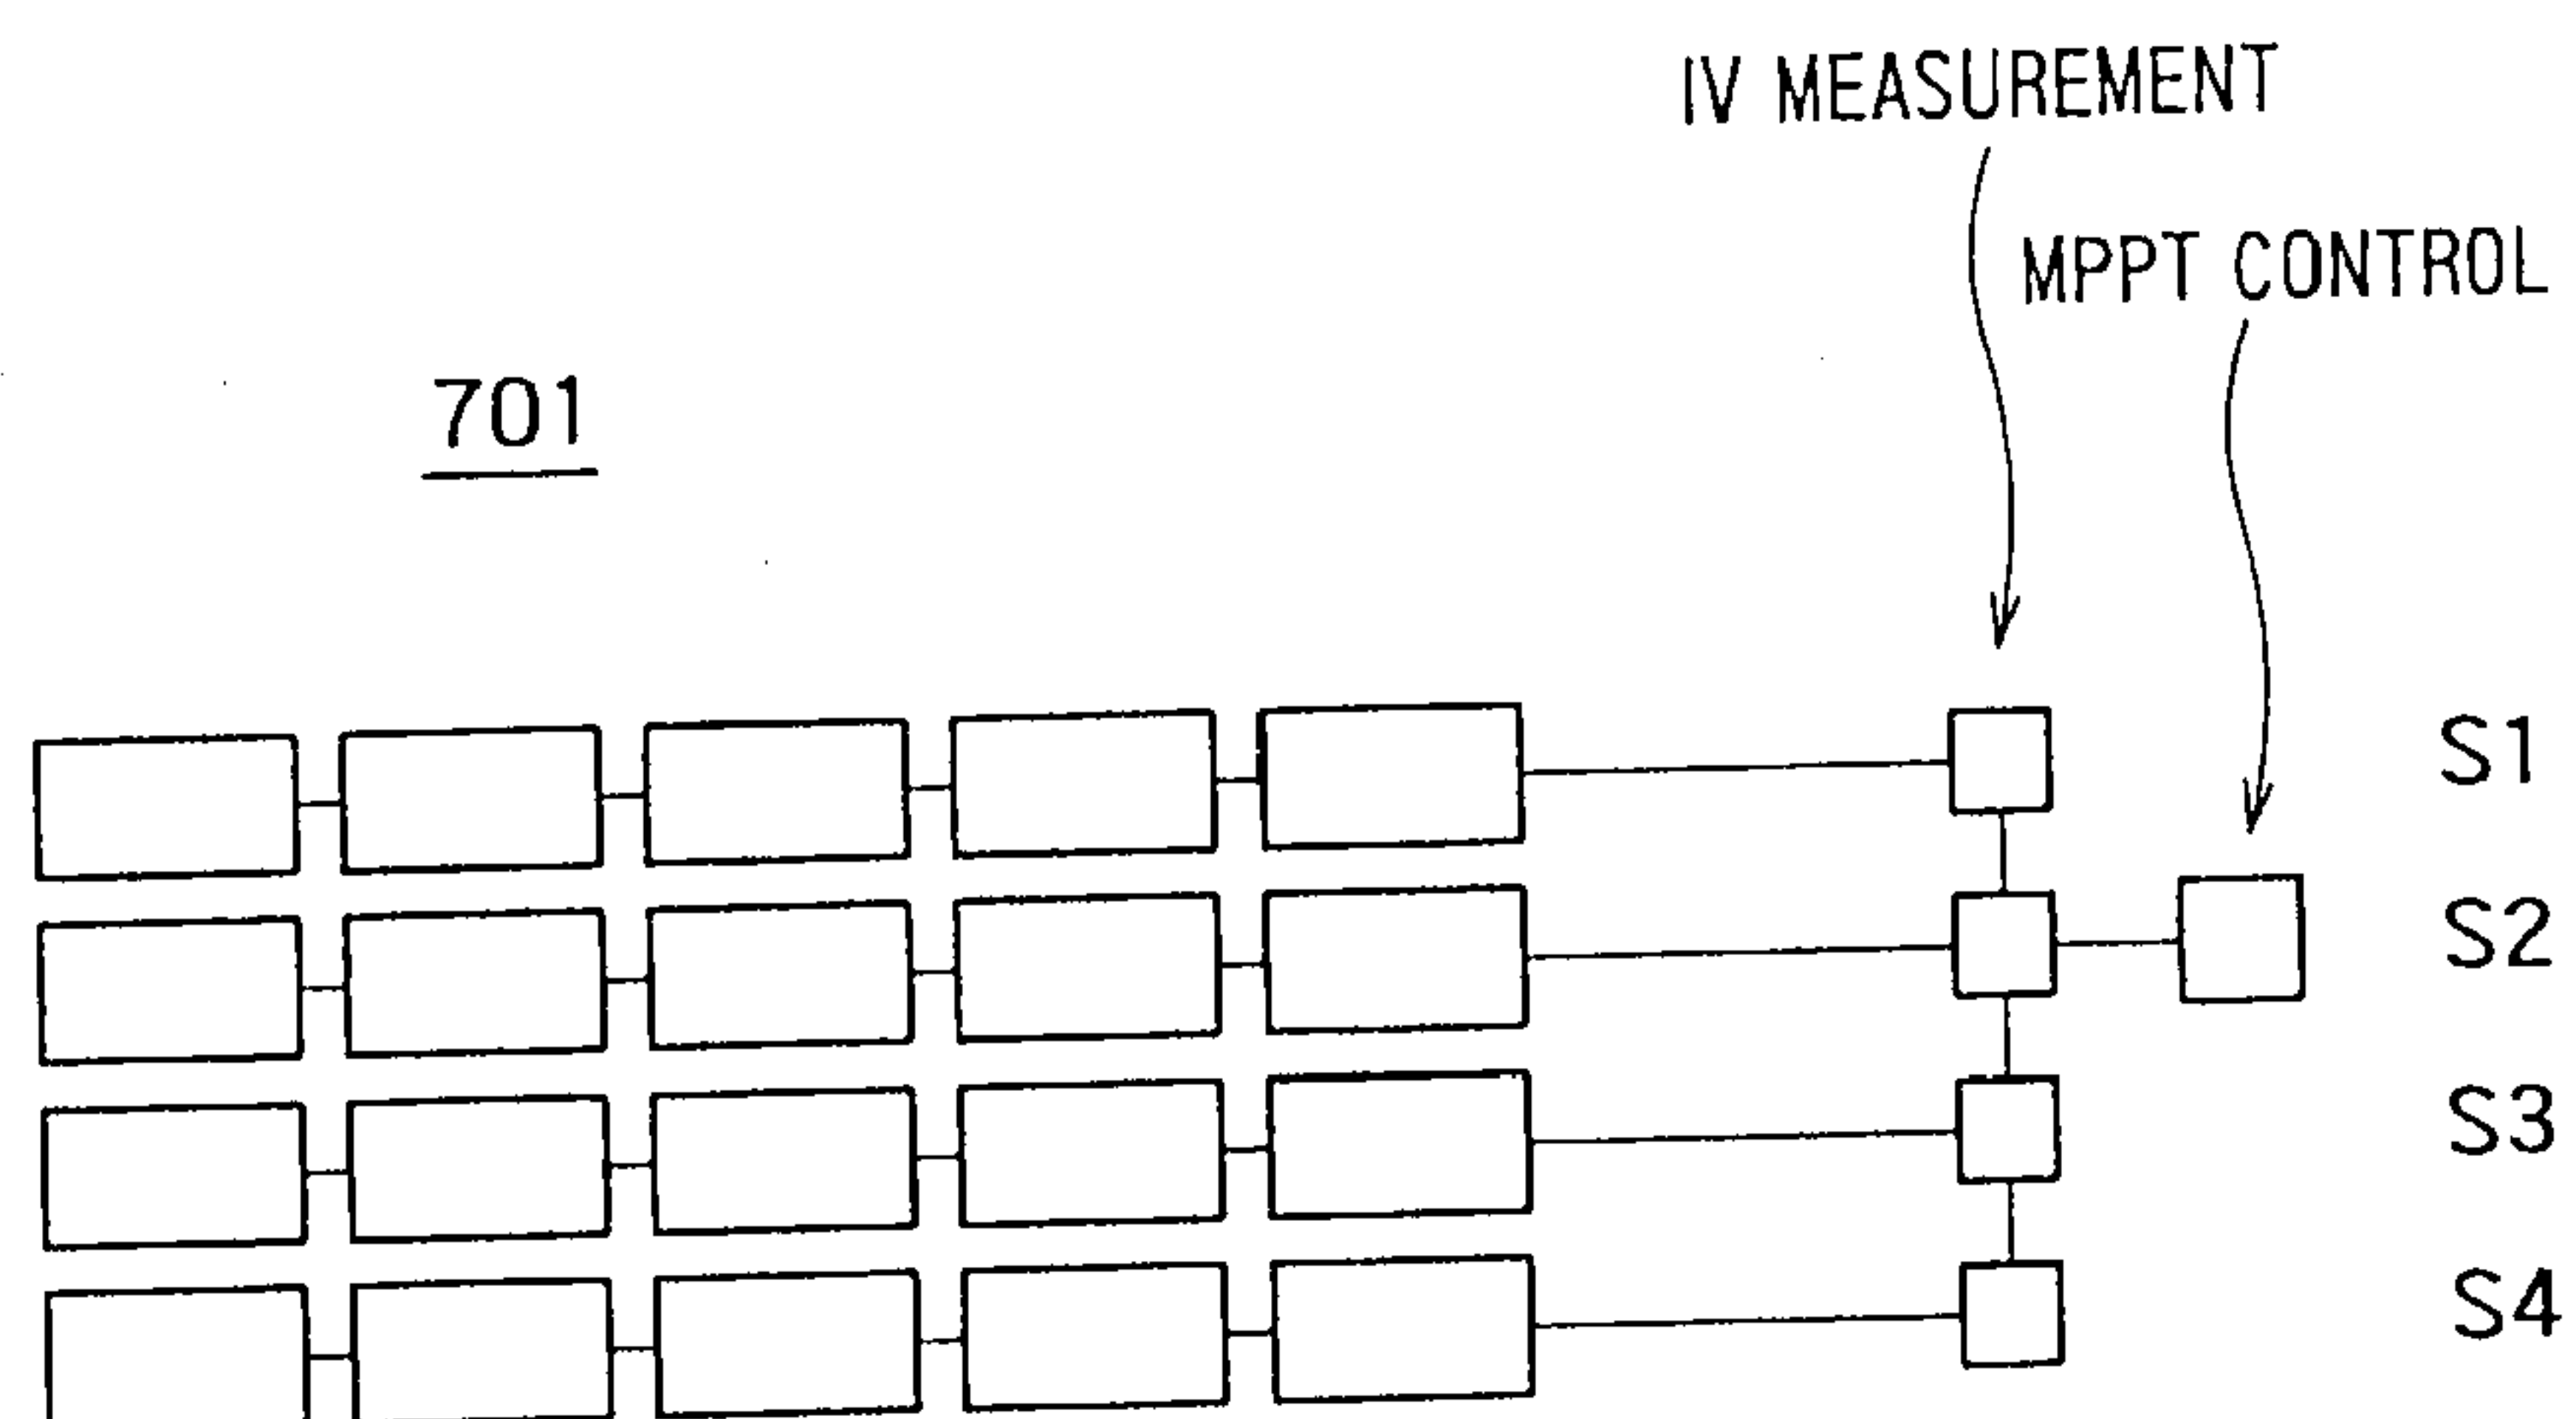 IV MEASUREMENT
MPPT CONTROL
701
S1
S2
S3
S4